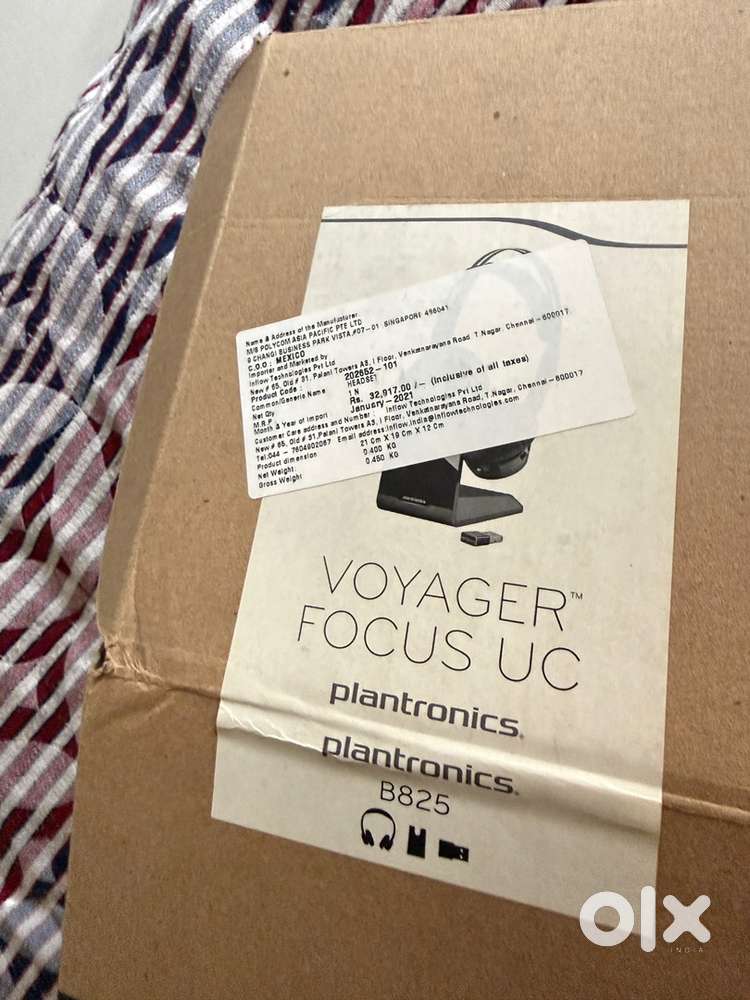 Name & Address of the Manufacturer
M/S POLYCOM ASIA PACIFIC PTE LTD
9 CHANGI BUSINESS PARK VISTA,#07-01 SINGAPORE 486041
C.O.O : MEXICO
Importer and Marketed by
Inflow Technologies Pvt Ltd
New # 65, Old # 31, Palani Towers A3, I Floor, Venkatnarayana Road, T.Nagar, Chennai-600017.
Product Code : 202652-101
Common/Generic Name HEADSET
Net Qty 1 N
M.R.P Rs. 32,917.00/- (Inclusive of all taxes)
Month & Year of Import January-2021
Customer Care address and Number Inflow Technologies Pvt Ltd
New # 65, Old # 31,Palani Towers A3, I Floor, Venkatnarayana Road, T.Nagar, Chennai-600017
Tel:044 - 7604902067 Email address:inflow.india@inflowtechnologies.com
Product dimension 21 Cm X 19 Cm X 12 Cm
Net Weight: 0.400 KG
Gross Weight 0.450 KG
VOYAGER™
FOCUS UC
plantronics.
plantronics.
B825
olx
INDIA